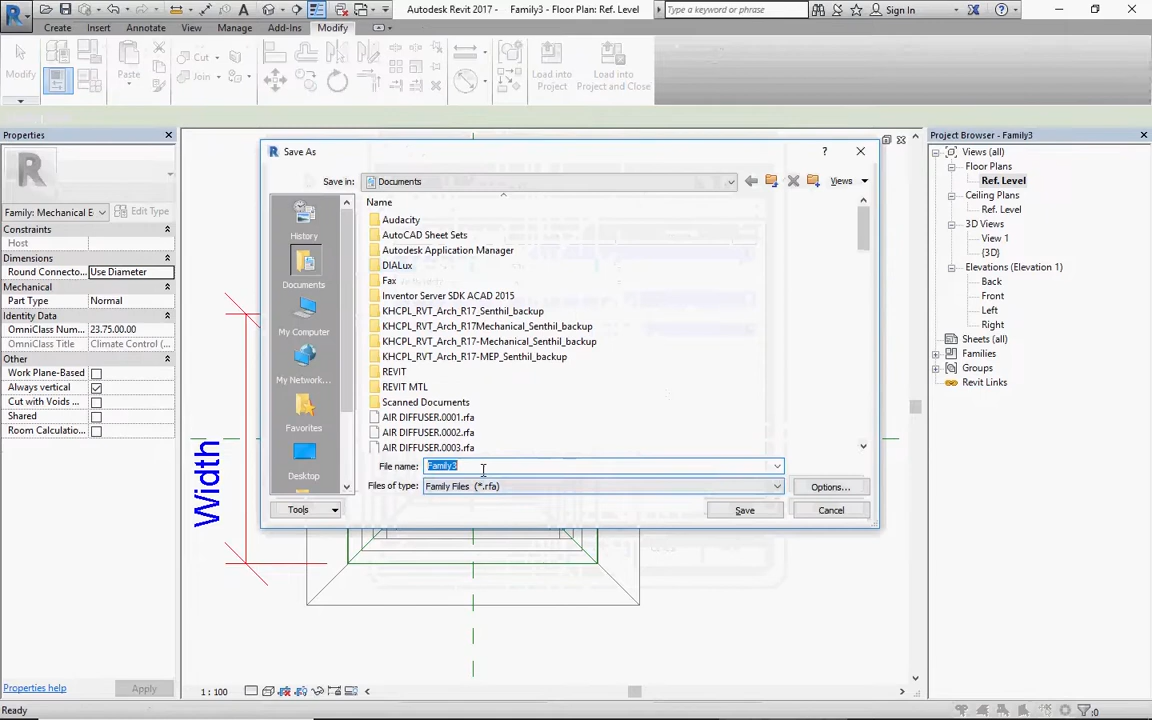 Autodesk Revit 2017 - Family3 - Floor Plan: Ref. Level
Type a keyword or phrase
Sign In
Create Insert Annotate View Manage Add-Ins Modify
Modify
Paste
Cut
Join
Load into
Project
Load into
Project and Close
Properties
Family: Mechanical E
Edit Type
Constraints
Host
Dimensions
Round Connecto... Use Diameter
Mechanical
Part Type Normal
Identity Data
OmniClass Num... 23.75.00.00
OmniClass Title Climate Control (...
Other
Work Plane-Based
Always vertical
Cut with Voids ...
Shared
Room Calculatio...
Properties help
Apply
Ready
Width
1 : 100
Save As
Save in: Documents
Views
History
Documents
My Computer
My Network...
Favorites
Desktop
Name
Audacity
AutoCAD Sheet Sets
Autodesk Application Manager
DIALux
Fax
Inventor Server SDK ACAD 2015
KHCPL_RVT_Arch_R17_Senthil_backup
KHCPL_RVT_Arch_R17Mechanical_Senthil_backup
KHCPL_RVT_Arch_R17-Mechanical_Senthil_backup
KHCPL_RVT_Arch_R17-MEP_Senthil_backup
REVIT
REVIT MTL
Scanned Documents
AIR DIFFUSER.0001.rfa
AIR DIFFUSER.0002.rfa
AIR DIFFUSER.0003.rfa
File name: Family3
Files of type: Family Files (*.rfa)
Options...
Tools
Save
Cancel
Project Browser - Family3
Views (all)
Floor Plans
Ref. Level
Ceiling Plans
Ref. Level
3D Views
View 1
{3D}
Elevations (Elevation 1)
Back
Front
Left
Right
Sheets (all)
Families
Groups
Revit Links
:0